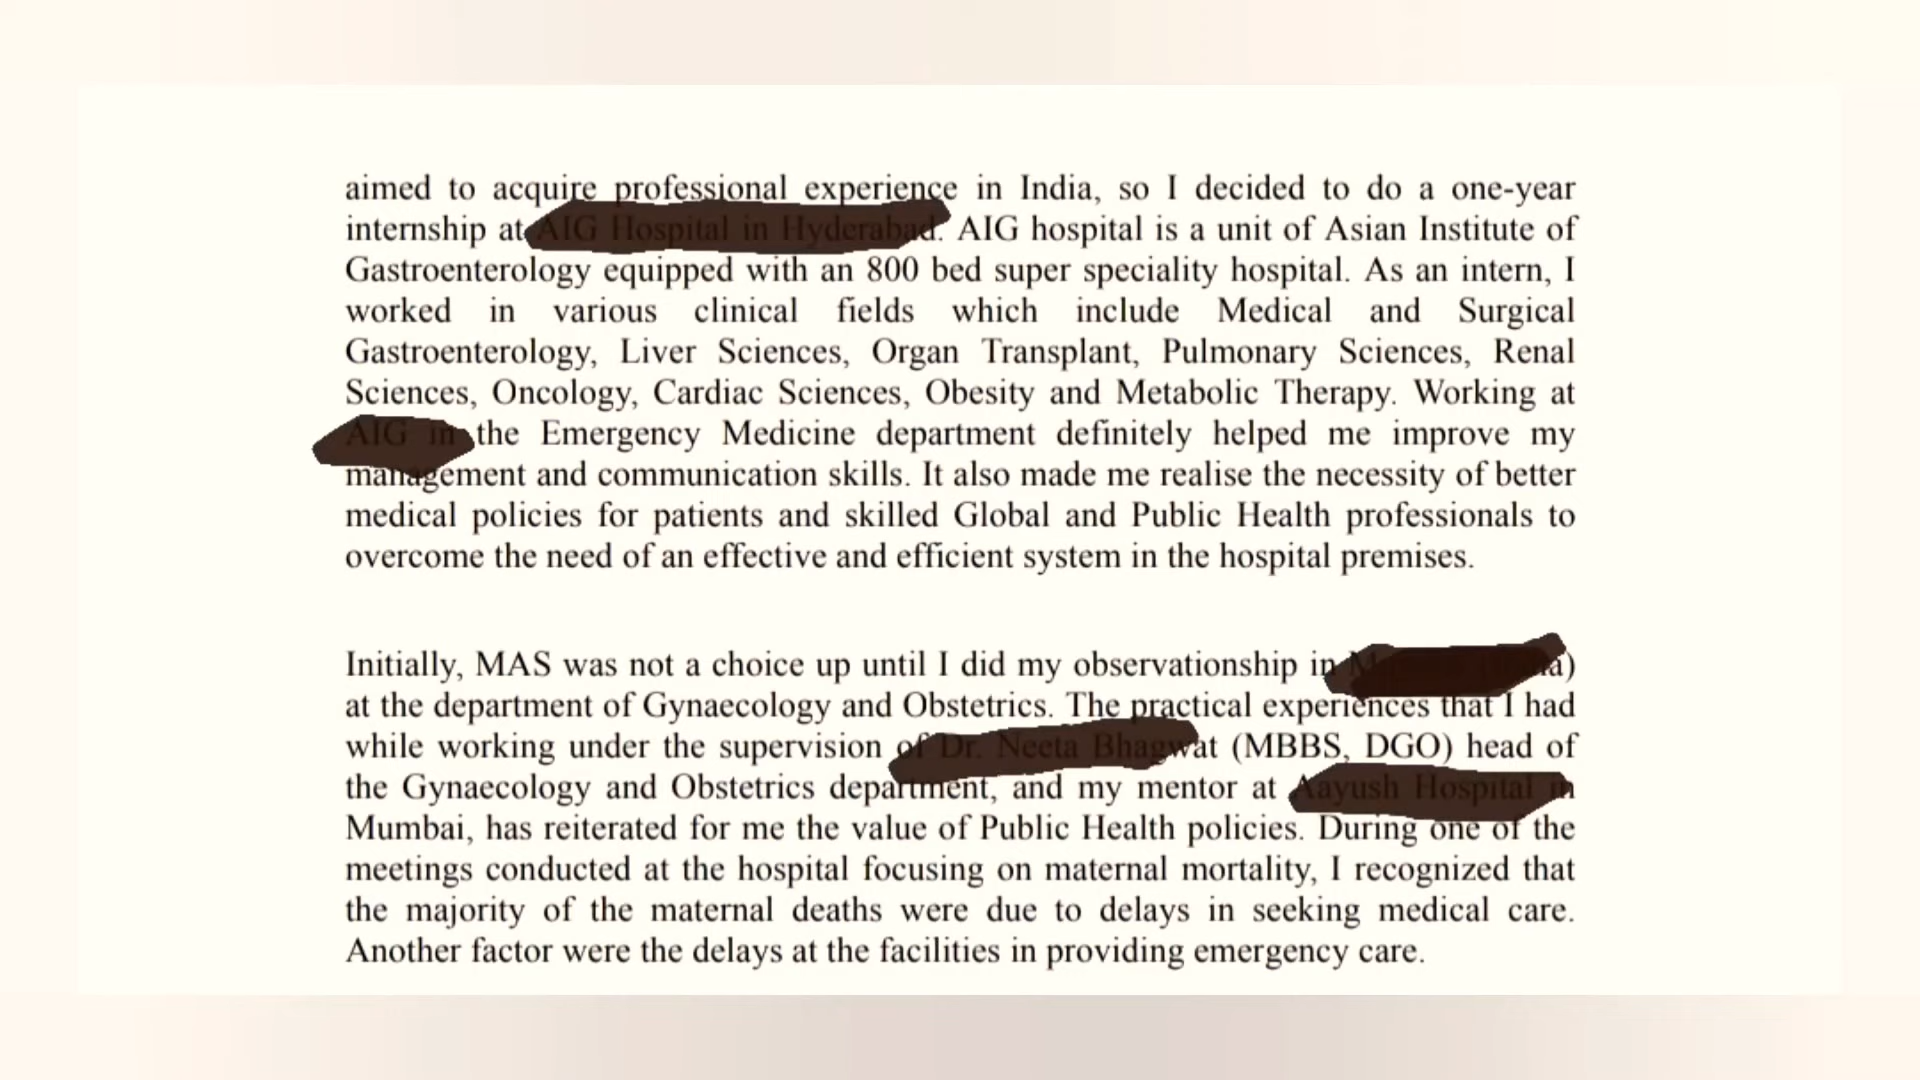 aimed to acquire professional experience in India, so I decided to do a one-year
internship at AIG Hospital in Hyderabad. AIG hospital is a unit of Asian Institute of
Gastroenterology equipped with an 800 bed super speciality hospital. As an intern, I
worked in various clinical fields which include Medical and Surgical
Gastroenterology, Liver Sciences, Organ Transplant, Pulmonary Sciences, Renal
Sciences, Oncology, Cardiac Sciences, Obesity and Metabolic Therapy. Working at
AIG in the Emergency Medicine department definitely helped me improve my
management and communication skills. It also made me realise the necessity of better
medical policies for patients and skilled Global and Public Health professionals to
overcome the need of an effective and efficient system in the hospital premises.
Initially, MAS was not a choice up until I did my observationship in
at the department of Gynaecology and Obstetrics. The practical experiences that I had
while working under the supervision of Dr. (MBBS, DGO) head of
the Gynaecology and Obstetrics department, and my mentor at Hospital in
Mumbai, has reiterated for me the value of Public Health policies. During one of the
meetings conducted at the hospital focusing on maternal mortality, I recognized that
the majority of the maternal deaths were due to delays in seeking medical care.
Another factor were the delays at the facilities in providing emergency care.